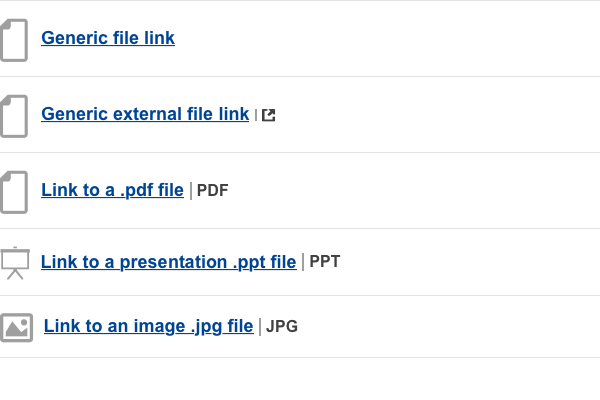 Generic file link
Generic external file link |
Link to a .pdf file | PDF
Link to a presentation .ppt file | PPT
Link to an image .jpg file | JPG